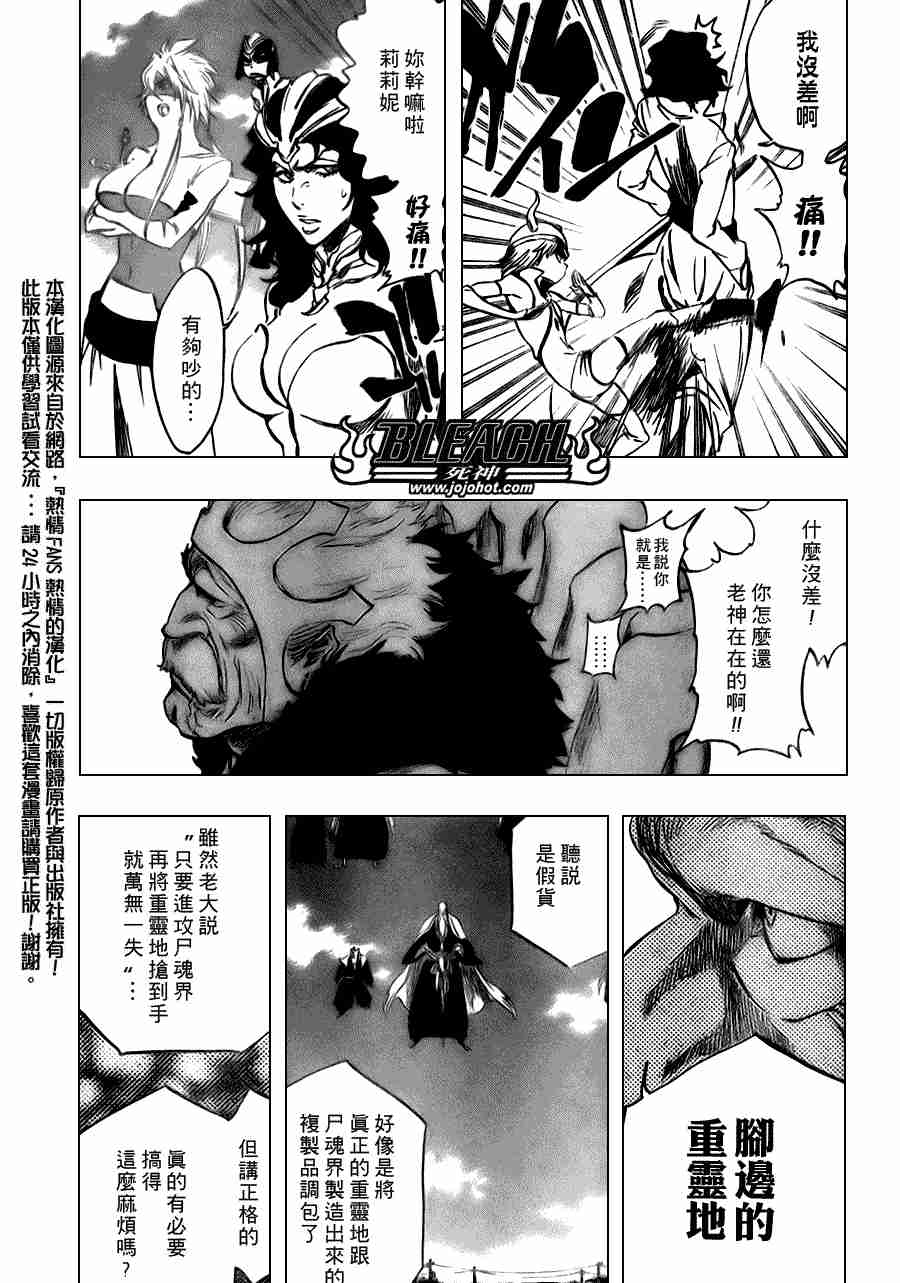 我沒差啊
痛!!
妳幹嘛啦
莉莉妮
好痛!!
有夠吵的…
BLEACH
死神
www.jojohot.com
什麼沒差!
你怎麼還
老神在在的啊!!
我說你
就是……
……
腳邊的
重靈地
聽說
是假貨
好像是將
真正的重靈地跟
尸魂界製造出來的
複製品調包了
雖然老大説
〝只要進攻尸魂界
再將重靈地搶到手
就萬無一失〞…
但講正格的
真的有必要
搞得
這麼麻煩嗎?
本漢化圖源來自於網路,『熱情FANS熱情的漢化』一切版權歸原作者與出版社擁有!
此版本僅供學習試看交流…請24小時之內消除,喜歡這套漫畫請購買正版!謝謝。